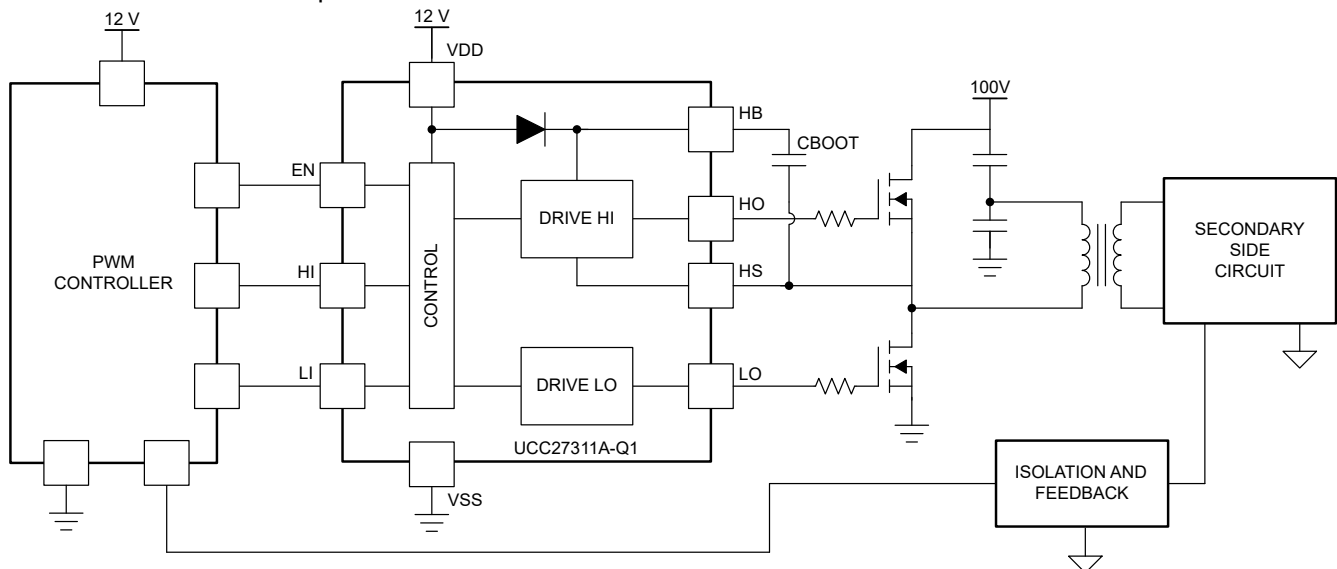 12 V
12 V
VDD
HB
100V
CBOOT
EN
DRIVE HI
HO
SECONDARY
SIDE
CIRCUIT
PWM
CONTROLLER
HI
CONTROL
HS
LI
DRIVE LO
LO
UCC27311A-Q1
ISOLATION AND
FEEDBACK
VSS